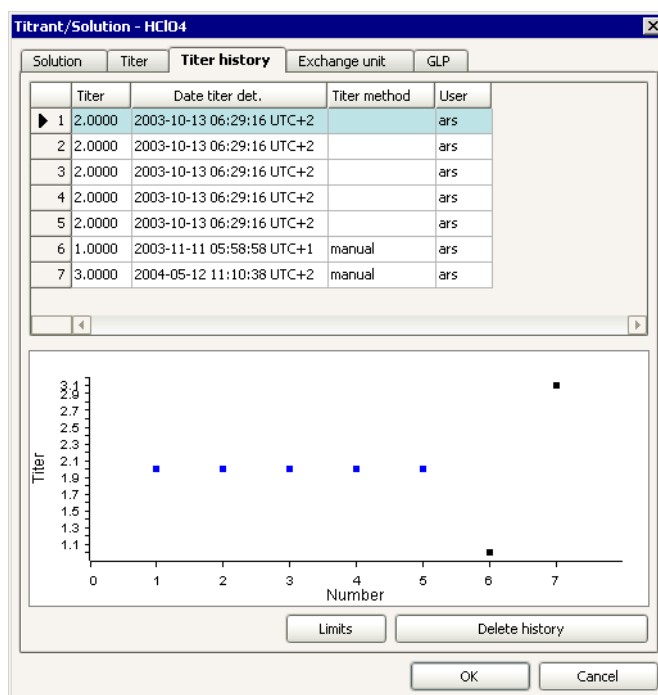 Titrant/Solution - HClO4
Solution Titer Titer history Exchange unit GLP
Titer Date titer det. Titer method User
1 2.0000 2003-10-13 06:29:16 UTC+2 ars
2 2.0000 2003-10-13 06:29:16 UTC+2 ars
3 2.0000 2003-10-13 06:29:16 UTC+2 ars
4 2.0000 2003-10-13 06:29:16 UTC+2 ars
5 2.0000 2003-10-13 06:29:16 UTC+2 ars
6 1.0000 2003-11-11 05:58:58 UTC+1 manual ars
7 3.0000 2004-05-12 11:10:38 UTC+2 manual ars
3.1
2.9
2.7
2.5
2.3
2.1
1.9
1.7
1.5
1.3
1.1
Titer
0 1 2 3 4 5 6 7
Number
Limits Delete history
OK Cancel